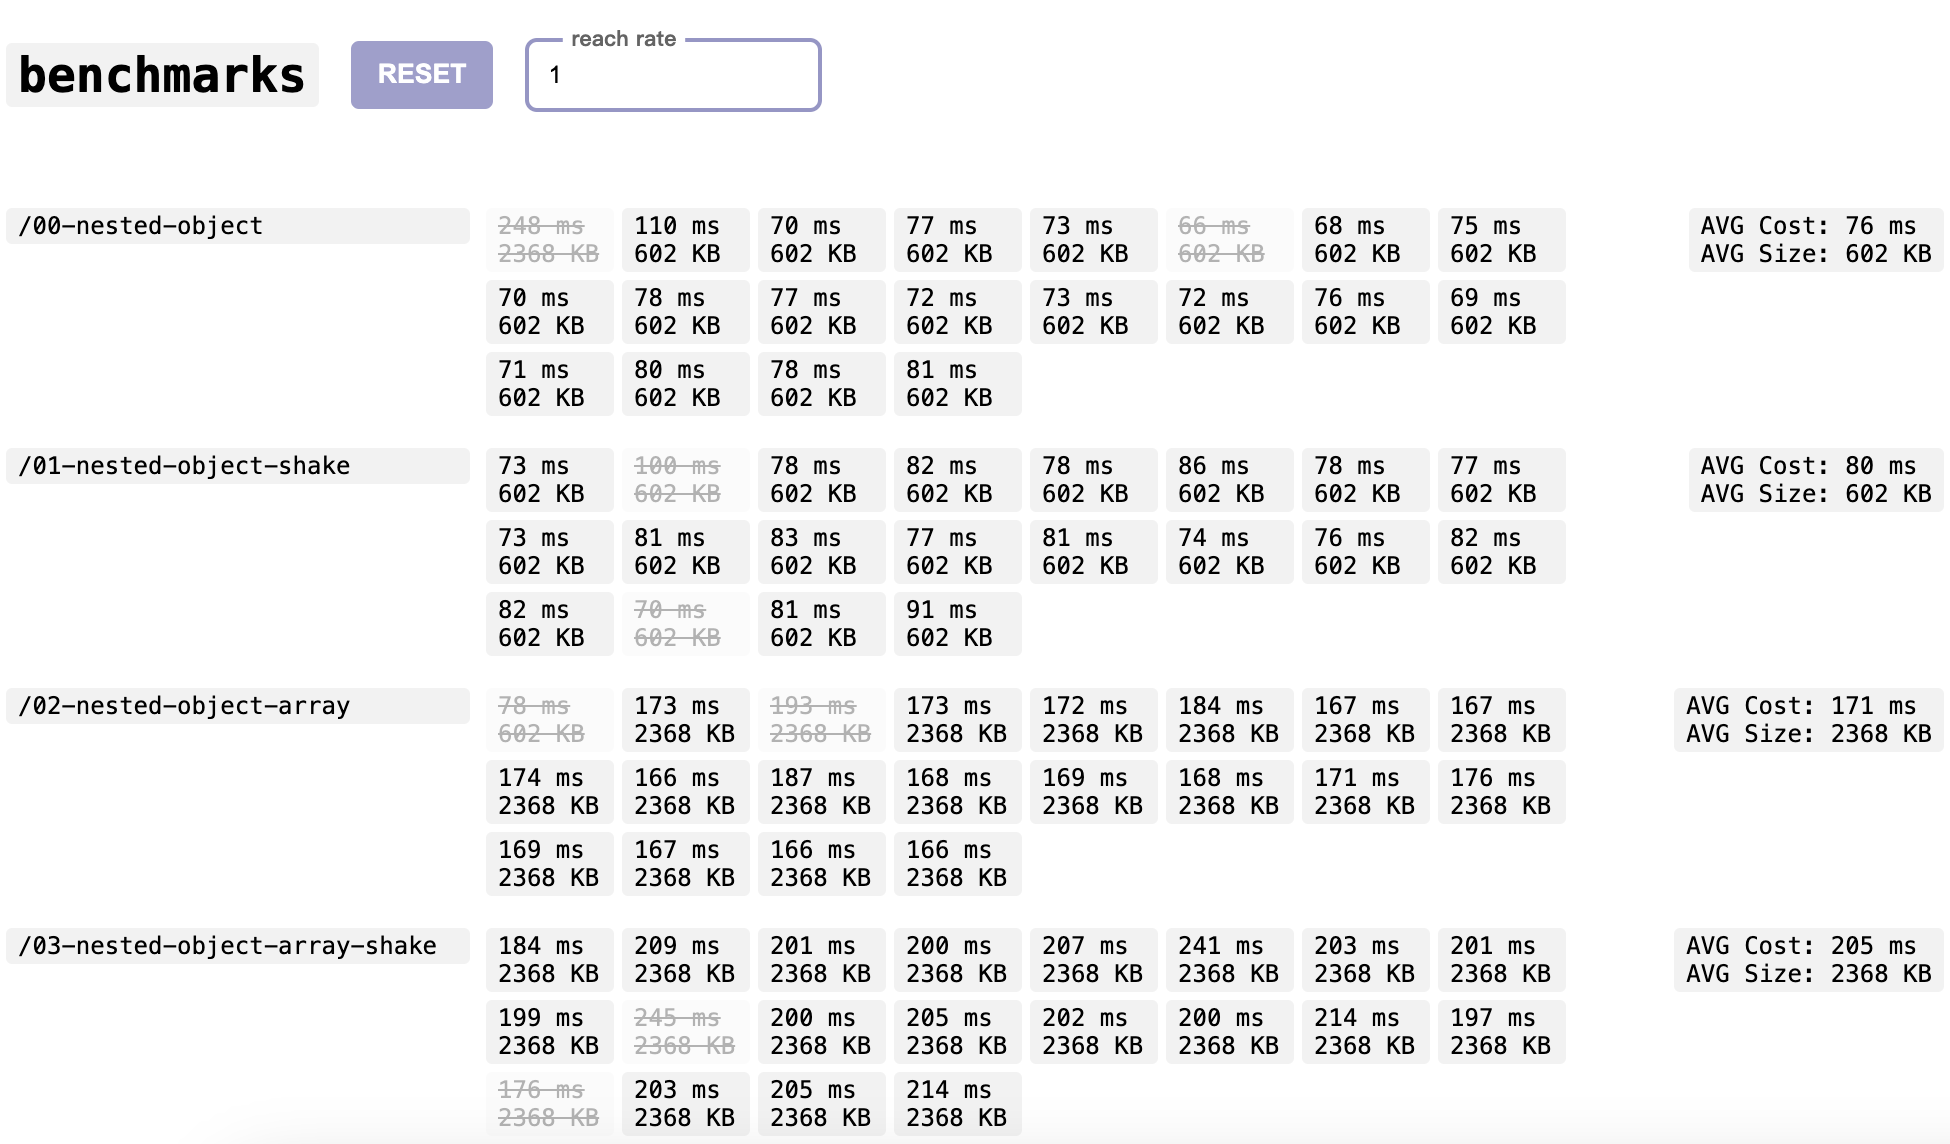 benchmarks
RESET
reach rate
1
/00-nested-object
248 ms 110 ms 70 ms 77 ms 73 ms 66 ms 68 ms 75 ms AVG Cost: 76 ms
2368 KB 602 KB 602 KB 602 KB 602 KB 602 KB 602 KB 602 KB AVG Size: 602 KB
70 ms 78 ms 77 ms 72 ms 73 ms 72 ms 76 ms 69 ms
602 KB 602 KB 602 KB 602 KB 602 KB 602 KB 602 KB 602 KB
71 ms 80 ms 78 ms 81 ms
602 KB 602 KB 602 KB 602 KB
/01-nested-object-shake
73 ms 100 ms 78 ms 82 ms 78 ms 86 ms 78 ms 77 ms AVG Cost: 80 ms
602 KB 602 KB 602 KB 602 KB 602 KB 602 KB 602 KB 602 KB AVG Size: 602 KB
73 ms 81 ms 83 ms 77 ms 81 ms 74 ms 76 ms 82 ms
602 KB 602 KB 602 KB 602 KB 602 KB 602 KB 602 KB 602 KB
82 ms 70 ms 81 ms 91 ms
602 KB 602 KB 602 KB 602 KB
/02-nested-object-array
78 ms 173 ms 193 ms 173 ms 172 ms 184 ms 167 ms 167 ms AVG Cost: 171 ms
602 KB 2368 KB 2368 KB 2368 KB 2368 KB 2368 KB 2368 KB 2368 KB AVG Size: 2368 KB
174 ms 166 ms 187 ms 168 ms 169 ms 168 ms 171 ms 176 ms
2368 KB 2368 KB 2368 KB 2368 KB 2368 KB 2368 KB 2368 KB 2368 KB
169 ms 167 ms 166 ms 166 ms
2368 KB 2368 KB 2368 KB 2368 KB
/03-nested-object-array-shake
184 ms 209 ms 201 ms 200 ms 207 ms 241 ms 203 ms 201 ms AVG Cost: 205 ms
2368 KB 2368 KB 2368 KB 2368 KB 2368 KB 2368 KB 2368 KB 2368 KB AVG Size: 2368 KB
199 ms 245 ms 200 ms 205 ms 202 ms 200 ms 214 ms 197 ms
2368 KB 2368 KB 2368 KB 2368 KB 2368 KB 2368 KB 2368 KB 2368 KB
176 ms 203 ms 205 ms 214 ms
2368 KB 2368 KB 2368 KB 2368 KB